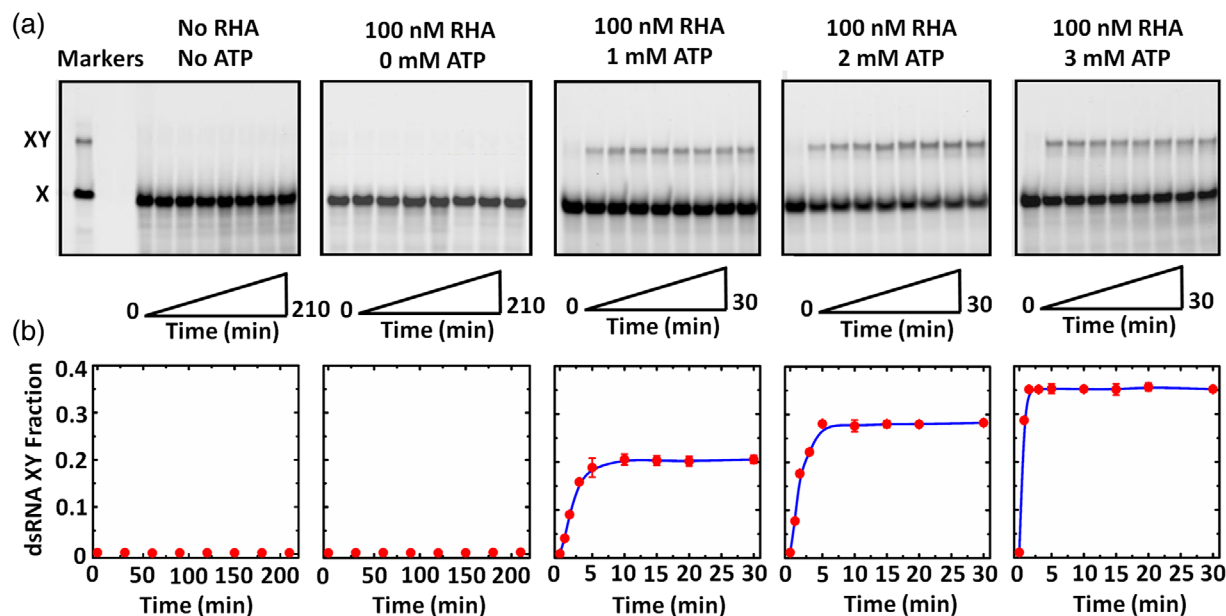 (a)
Markers
No RHA
No ATP
100 nM RHA
0 mM ATP
100 nM RHA
1 mM ATP
100 nM RHA
2 mM ATP
100 nM RHA
3 mM ATP
XY
X
0 210
Time (min)
0 210
Time (min)
0 30
Time (min)
0 30
Time (min)
0 30
Time (min)
(b)
dsRNA XY Fraction
0.4
0.3
0.2
0.1
0
0 50 100 150 200
Time (min)
0 50 100 150 200
Time (min)
0 5 10 15 20 25 30
Time (min)
0 5 10 15 20 25 30
Time (min)
0 5 10 15 20 25 30
Time (min)